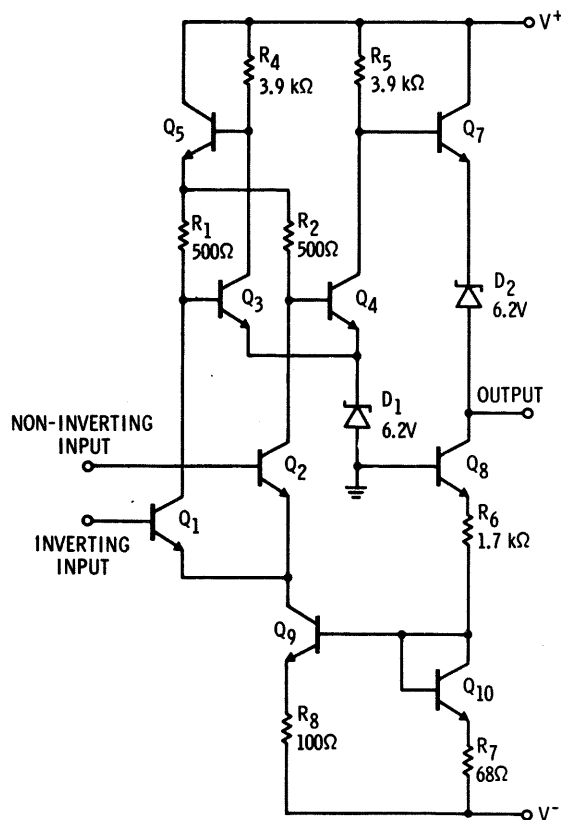 V+
R4
3.9 kΩ
R5
3.9 kΩ
Q5
Q7
R1
500Ω
R2
500Ω
Q3
Q4
D2
6.2V
D1
6.2V
OUTPUT
NON-INVERTING
INPUT
Q2
Q8
Q1
INVERTING
INPUT
R6
1.7 kΩ
Q9
Q10
R8
100Ω
R7
68Ω
V-